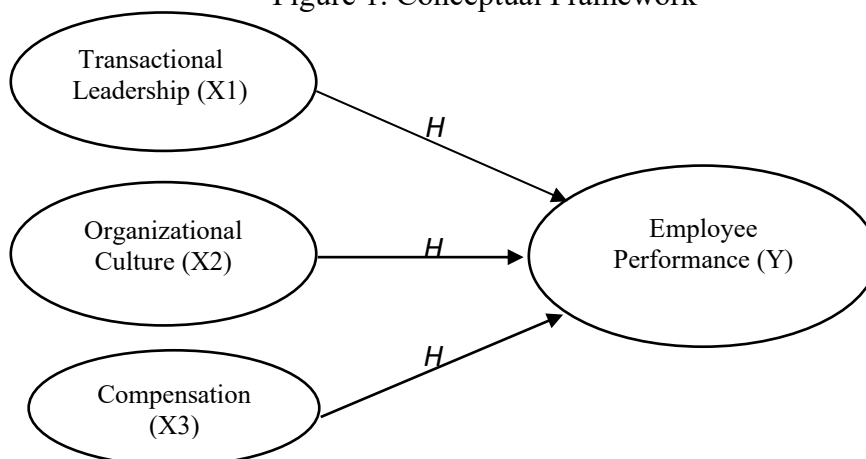 Figure 1. Conceptual Framework
Transactional
Leadership (X1)
H
Organizational
Culture (X2)
H
Employee
Performance (Y)
H
Compensation
(X3)